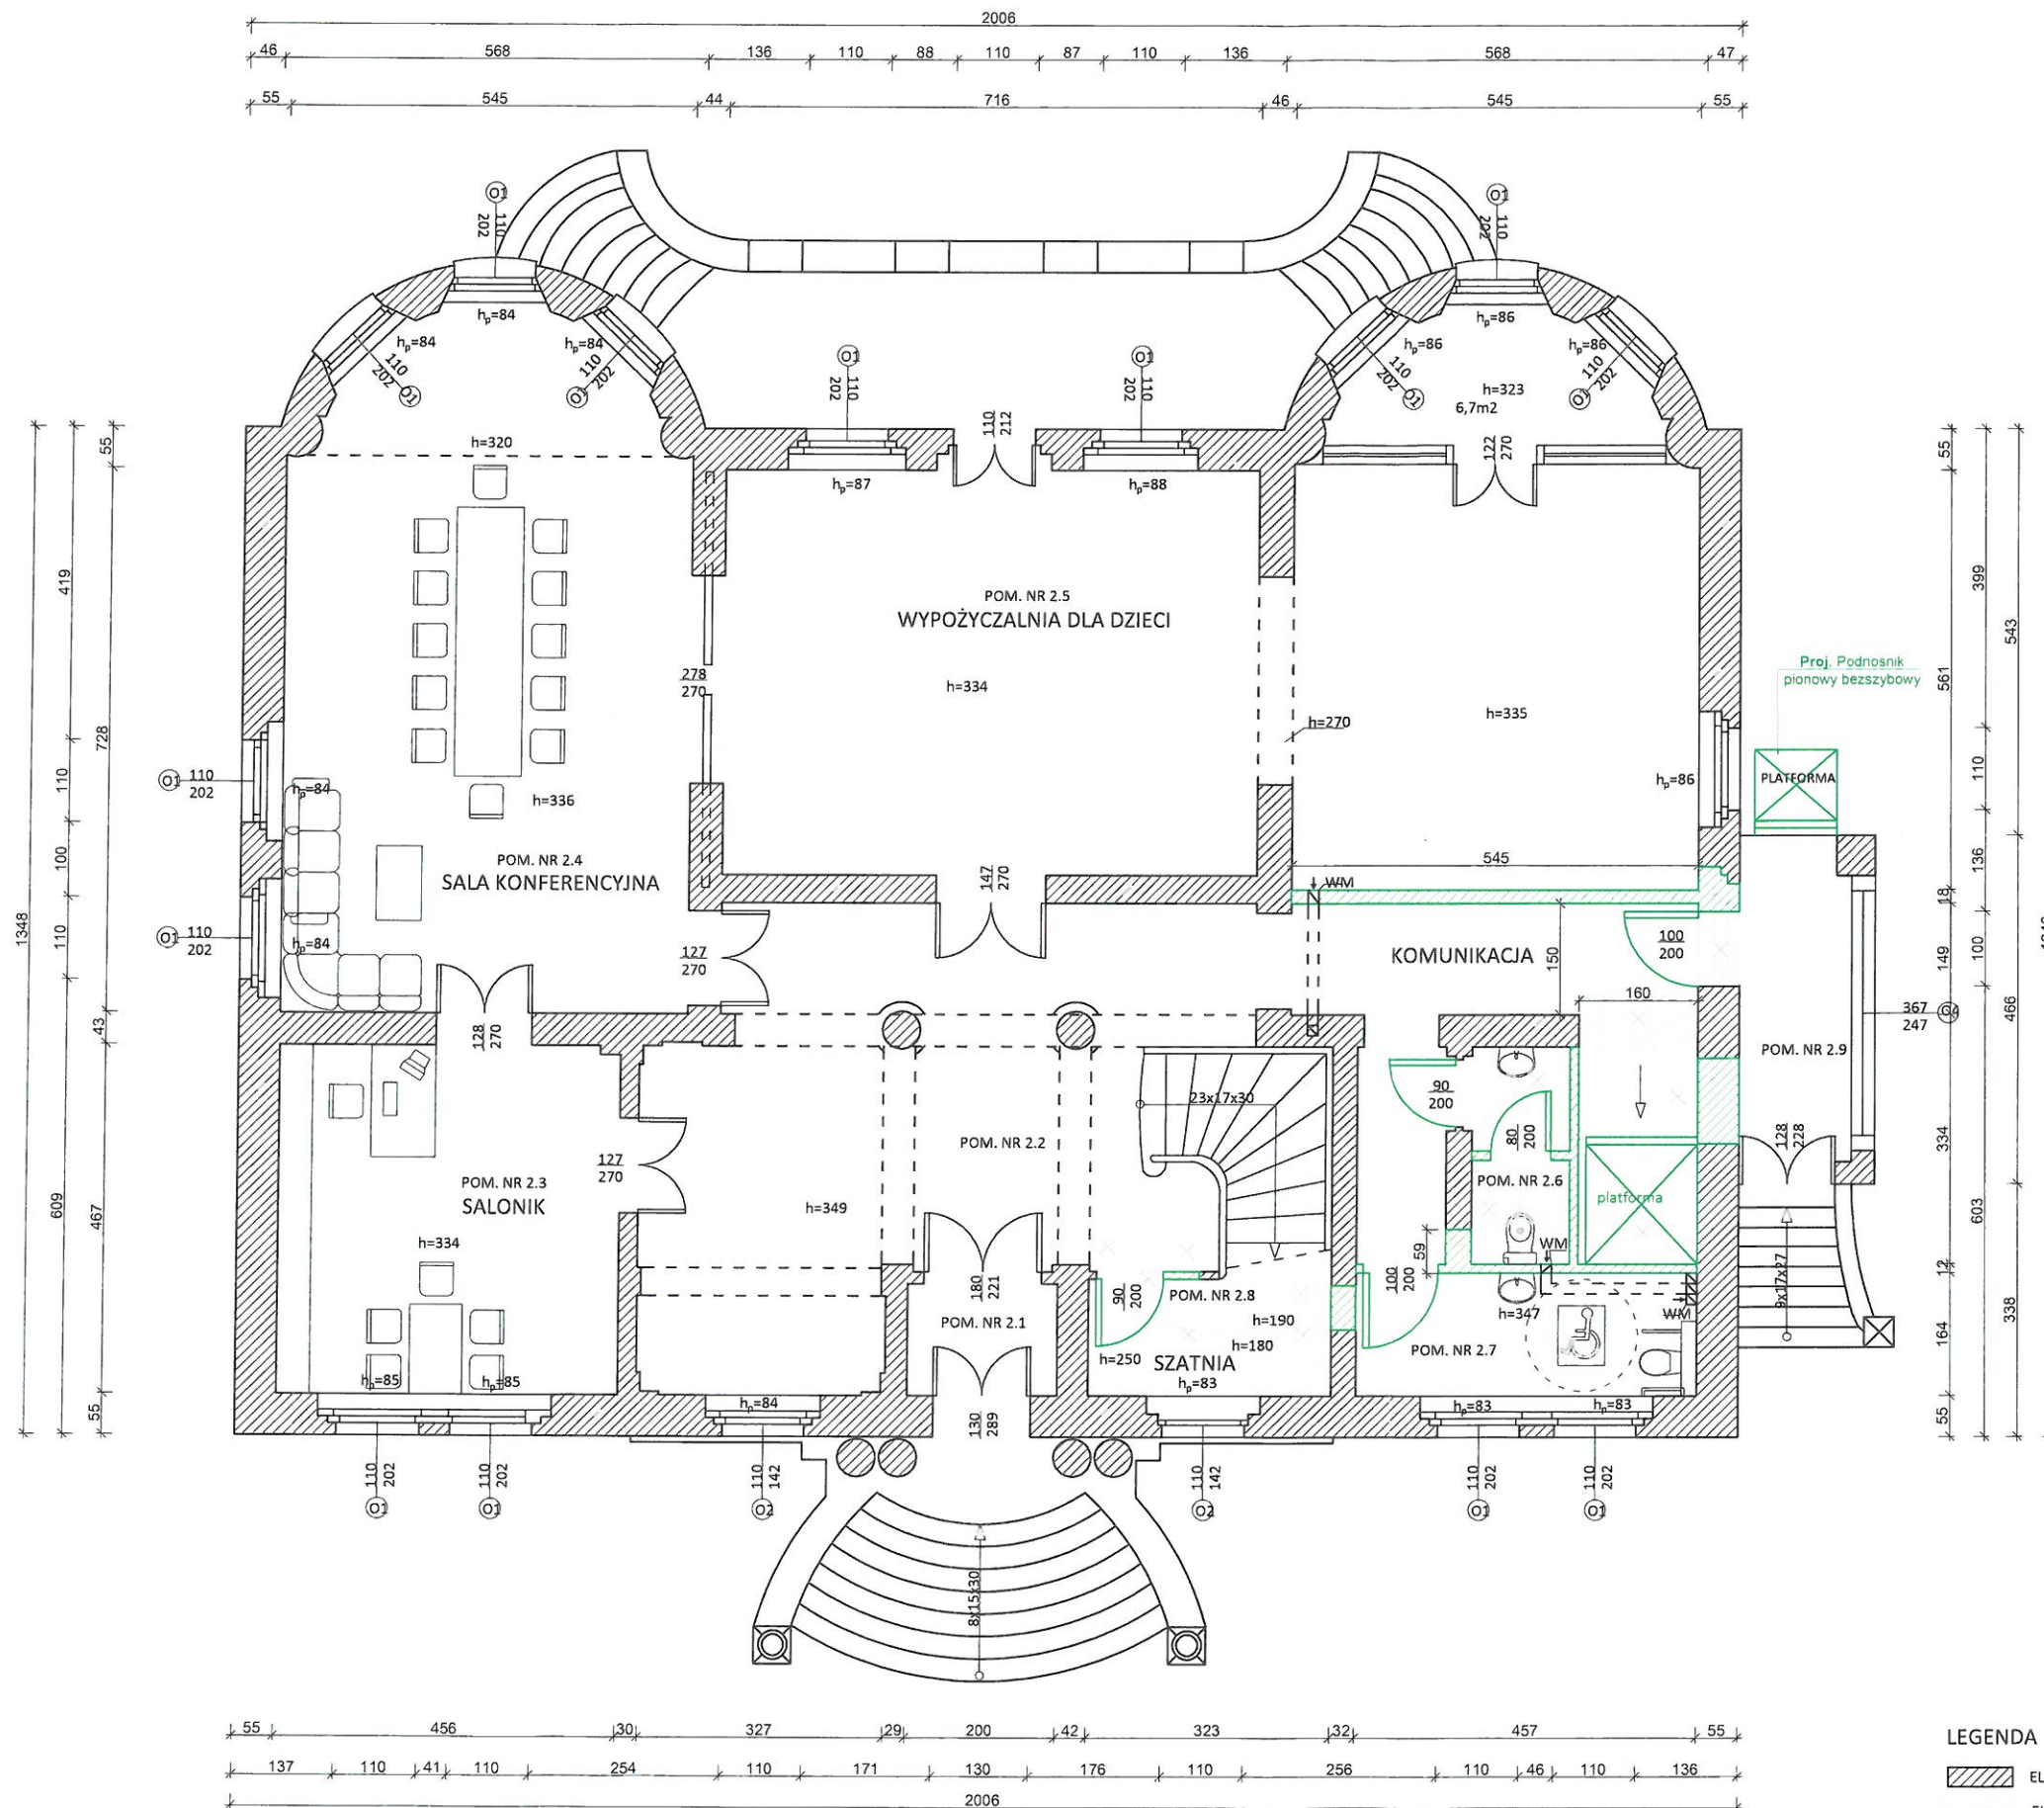 2006
46 568 136 110 88 110 87 110 136 568 47
55 545 44 716 46 545 55
O1 110 202
O1 110 202
hp=84
hp=86
hp=84
hp=84
hp=86
hp=86
110 202 O1
110 202 O1
110 202 O1
110 202 O1
O1 110 202
O1 110 202
h=323
6,7m2
110 212
122 270
h=320
hp=87
hp=88
POM. NR 2.5
WYPOŻYCZALNIA DLA DZIECI
h=334
278
270
h=270
h=335
Proj. Podnosnik
pionowy bezszybowy
PLATFORMA
hp=86
O1 110
202
hp=84
h=336
POM. NR 2.4
SALA KONFERENCYJNA
545
147 270
WM
O1 110
202
hp=84
127
270
KOMUNIKACJA
150
100
200
160
367
247
128 270
POM. NR 2.9
90
200
23x17x30
80 200
128 228
POM. NR 2.2
127
270
POM. NR 2.3
SALONIK
POM. NR 2.6
platforma
h=349
h=334
59
WM
100 200
180 221
90 200
POM. NR 2.8
h=190
h=180
h=347
WM
9x17x27
POM. NR 2.1
h=250
SZATNIA
POM. NR 2.7
hp=85
hp=85
hp=84
hp=83
hp=83
hp=83
130 289
110 202
110 202
110 142
110 142
110 202
110 202
O1
O1
O2
O2
O1
O1
8x15x30
1348
419 110 100 110 609
55 728 43 467 55
55 561 18 149 334 12 164 55
399 110 136 100 603
543 466 338
55 456 30 327 29 200 42 323 32 457 55
137 110 41 110 254 110 171 130 176 110 256 110 46 110 136
2006
LEGENDA
EL